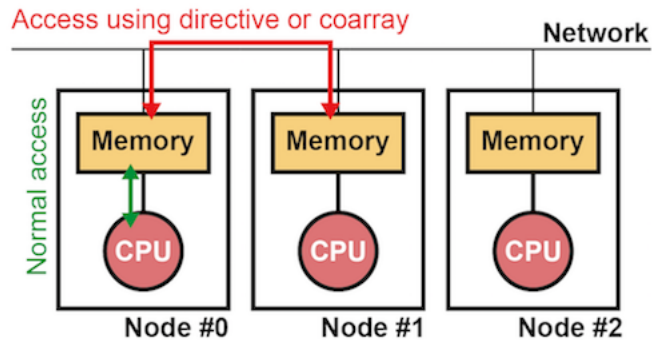 Access using directive or coarray
Network
Normal access
Memory
Memory
Memory
CPU
CPU
CPU
Node #0
Node #1
Node #2